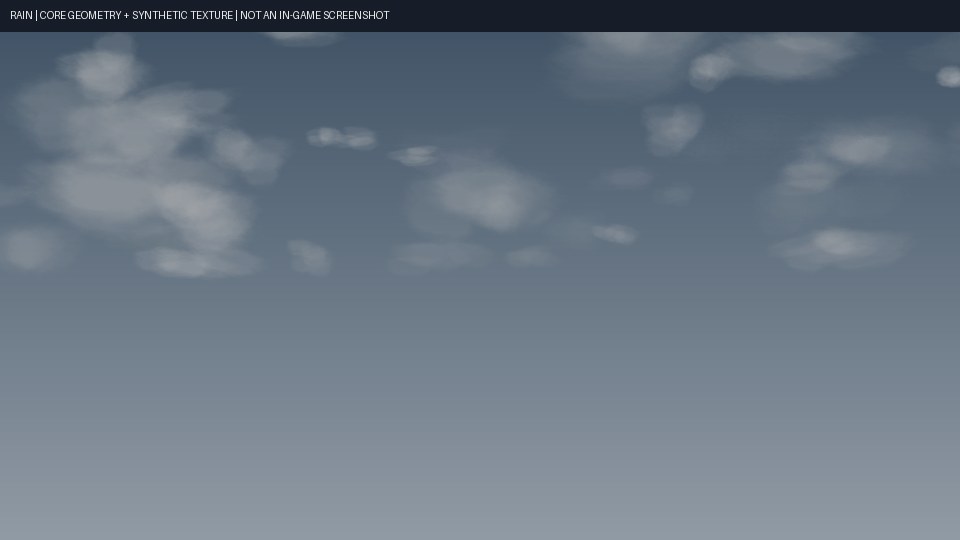 RAIN | CORE GEOMETRY + SYNTHETIC TEXTURE | NOT AN IN-GAME SCREENSHOT